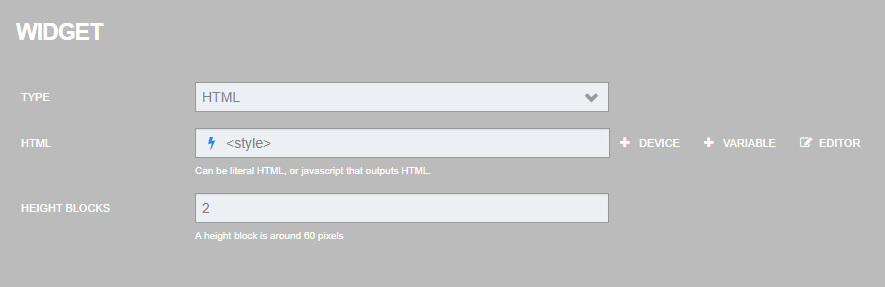 WIDGET
TYPE HTML
HTML <style> DEVICE VARIABLE EDITOR
Can be literal HTML, or javascript that outputs HTML.
HEIGHT BLOCKS 2
A height block is around 60 pixels